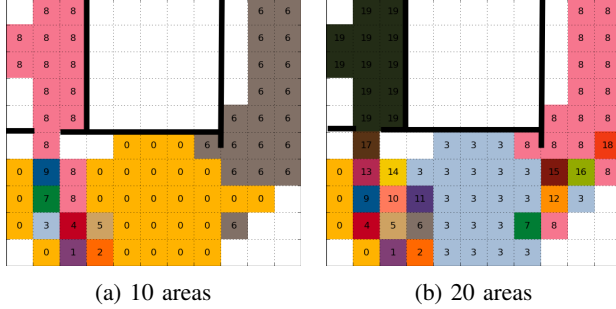 8 8 6 6
8 8 8 6 6
8 8 8 6 6
8 8 6 6
8 8 6 6 6
8 0 0 0 6 6 6 6
0 9 8 0 0 0 0 0 6 6 6
0 7 8 0 0 0 0 0 0 0
0 3 4 5 0 0 0 0 6
0 1 2 0 0 0 0
(a) 10 areas
19 19 8 8
19 19 19 8 8
19 19 19 8 8
19 19 8 8
19 19 8 8 8
17 3 3 3 8 8 8 18
0 13 14 3 3 3 3 3 15 16 8
0 9 10 11 3 3 3 3 12 3
0 4 5 6 3 3 3 7 8
0 1 2 3 3 3 3
(b) 20 areas